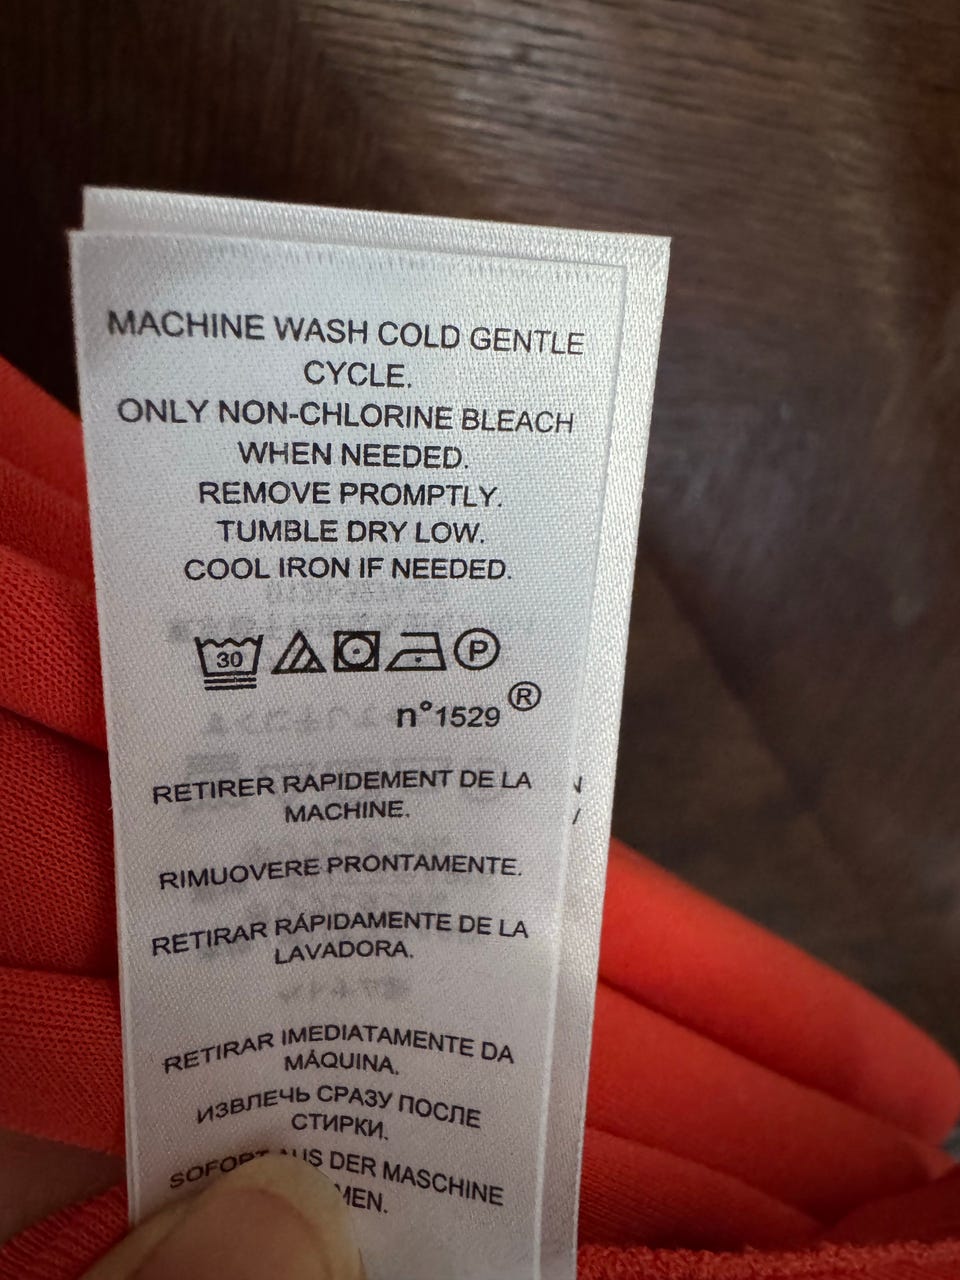 MACHINE WASH COLD GENTLE
CYCLE.
ONLY NON-CHLORINE BLEACH
WHEN NEEDED.
REMOVE PROMPTLY.
TUMBLE DRY LOW.
COOL IRON IF NEEDED.
30 P
n°1529 ®
RETIRER RAPIDEMENT DE LA
MACHINE.
RIMUOVERE PRONTAMENTE.
RETIRAR RÁPIDAMENTE DE LA
LAVADORA.
RETIRAR IMEDIATAMENTE DA
MÁQUINA.
ИЗВЛЕЧЬ СРАЗУ ПОСЛЕ
СТИРКИ.
SOFORT AUS DER MASCHINE